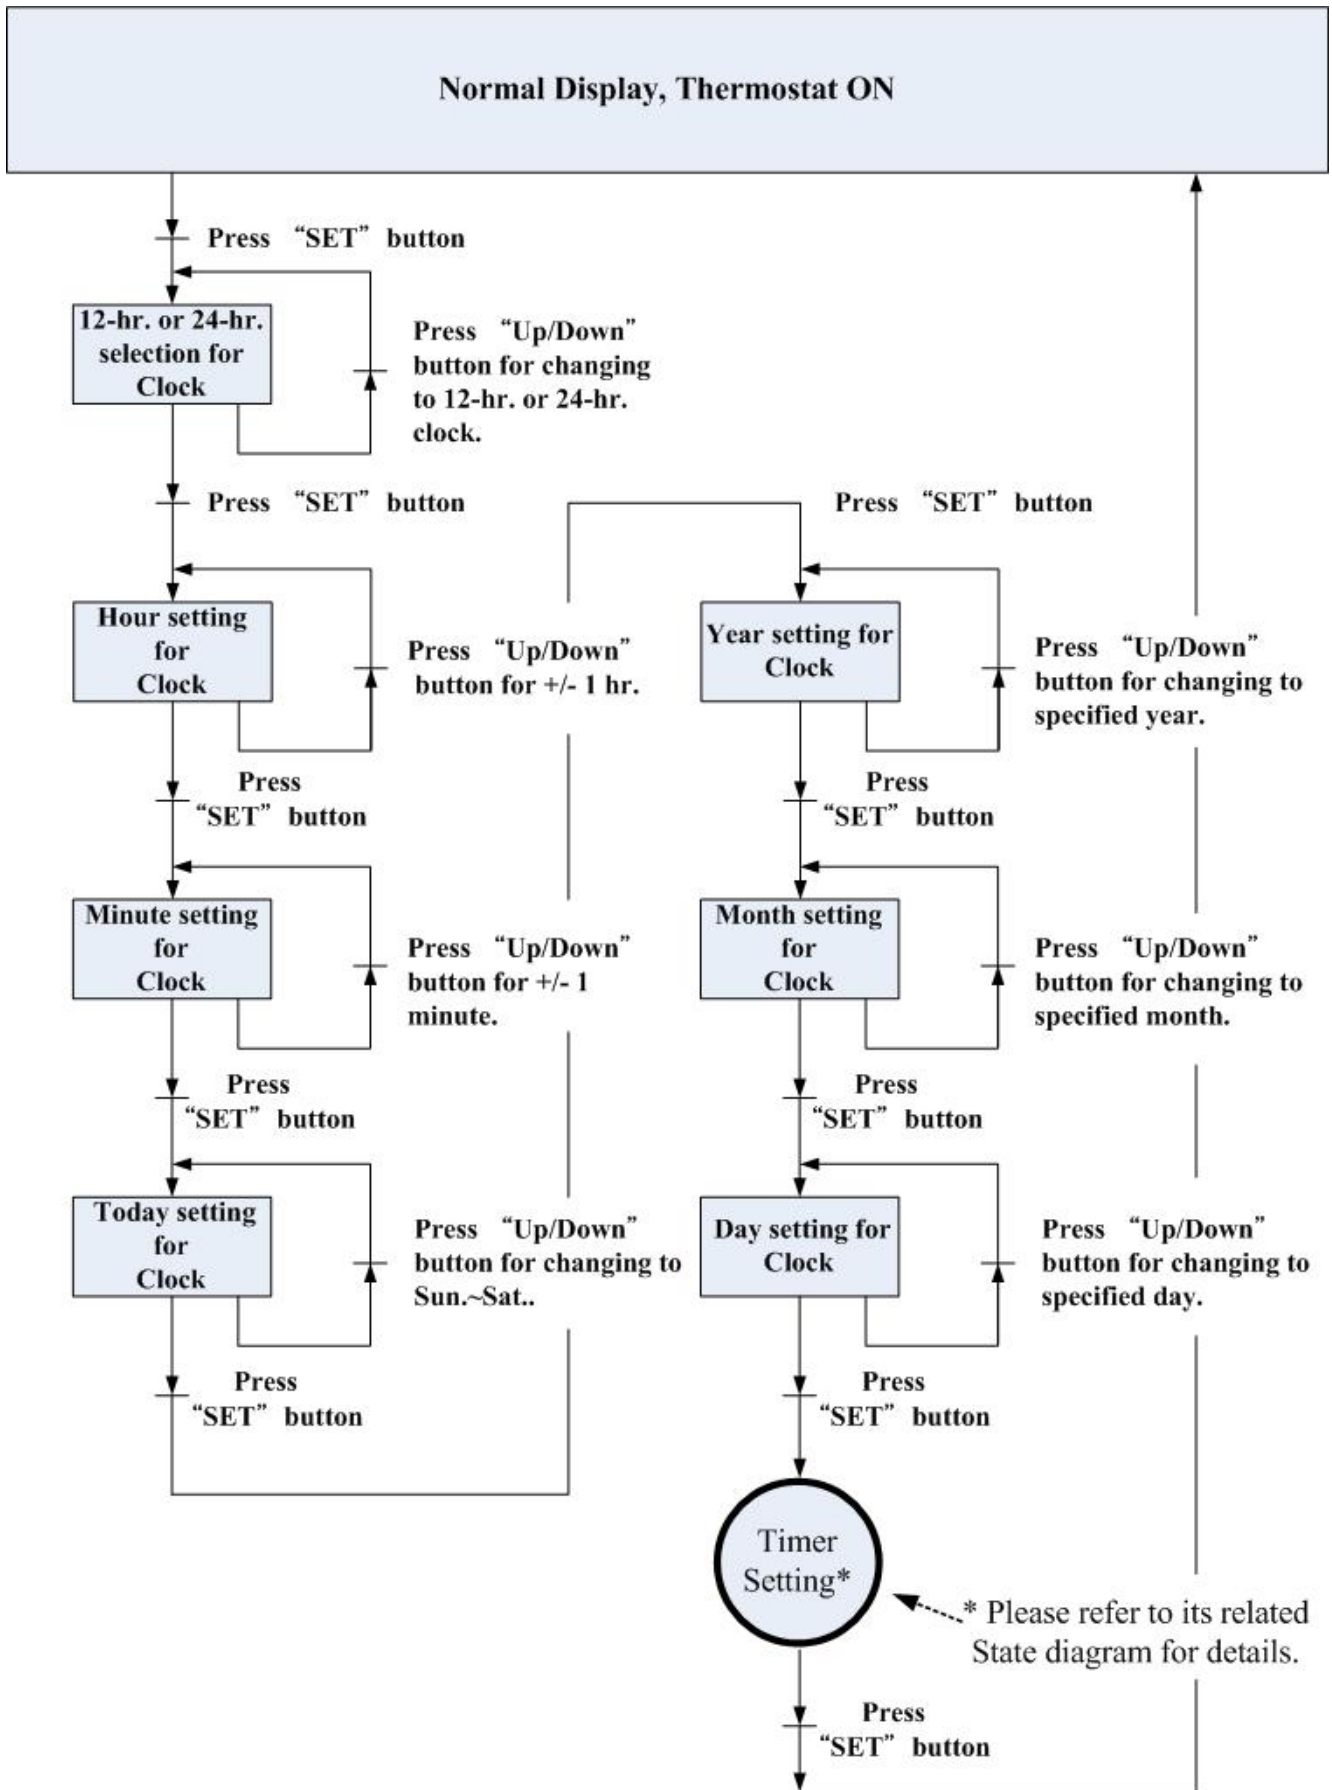 Normal Display, Thermostat ON
Press “SET” button
12-hr. or 24-hr.
selection for
Clock
Press “Up/Down”
button for changing
to 12-hr. or 24-hr.
clock.
Press “SET” button
Hour setting
for
Clock
Press “Up/Down”
button for +/- 1 hr.
Press
“SET” button
Minute setting
for
Clock
Press “Up/Down”
button for +/- 1
minute.
Press
“SET” button
Today setting
for
Clock
Press “Up/Down”
button for changing to
Sun.~Sat..
Press
“SET” button
Press “SET” button
Year setting for
Clock
Press “Up/Down”
button for changing to
specified year.
Press
“SET” button
Month setting
for
Clock
Press “Up/Down”
button for changing to
specified month.
Press
“SET” button
Day setting for
Clock
Press “Up/Down”
button for changing to
specified day.
Press
“SET” button
Timer
Setting*
* Please refer to its related
State diagram for details.
Press
“SET” button